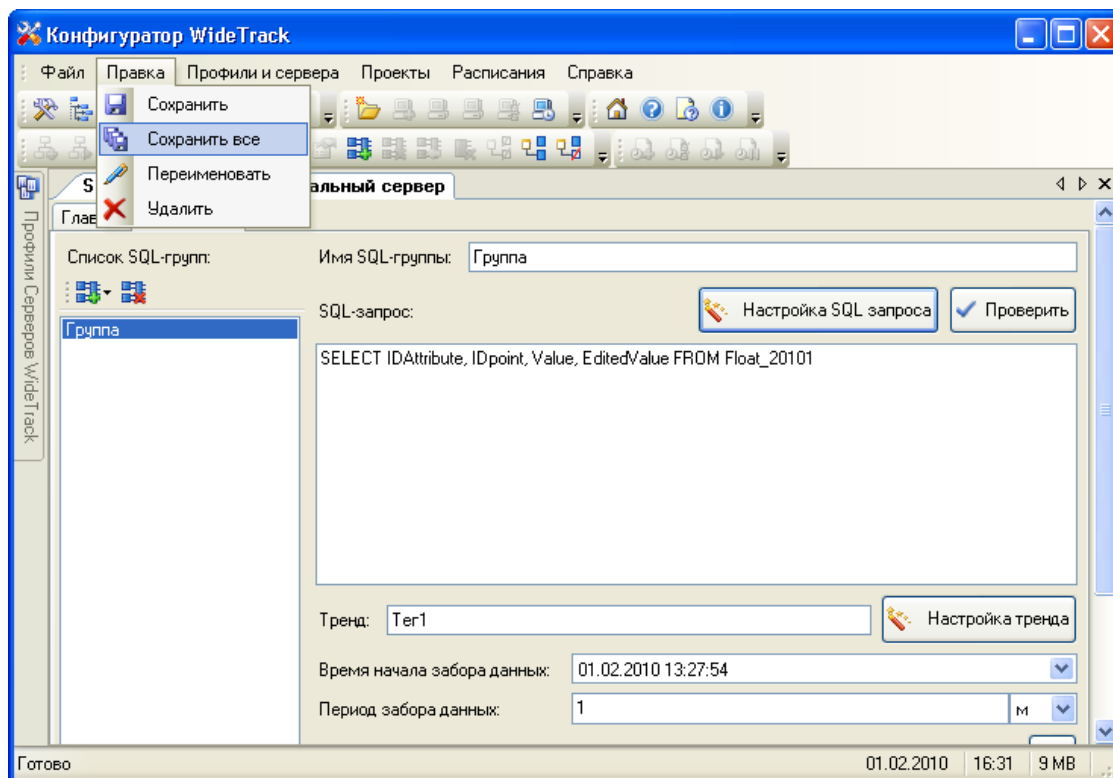 Конфигуратор WideTrack
Файл Правка Профили и сервера Проекты Расписания Справка
Сохранить
Сохранить все
Переименовать
Удалить
S альный сервер
Глав
Профили Серверов WideTrack
Список SQL-групп:
Группа
Имя SQL-группы: Группа
SQL-запрос: Настройка SQL запроса Проверить
SELECT IDAttribute, IDpoint, Value, EditedValue FROM Float_20101
Тренд: Тег1 Настройка тренда
Время начала забора данных: 01.02.2010 13:27:54
Период забора данных: 1 м
Готово 01.02.2010 16:31 9 MB